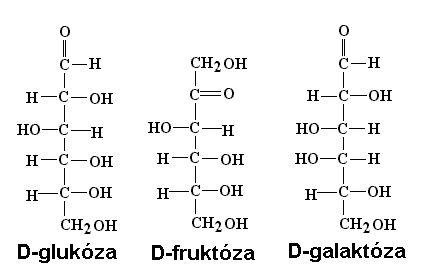 O
C—H
H—C—OH
HO—C—H
H—C—OH
H—C—OH
CH₂OH
D-glukóza
CH₂OH
C=O
HO—C—H
H—C—OH
H—C—OH
CH₂OH
D-fruktóza
O
C—H
H—C—OH
HO—C—H
HO—C—H
H—C—OH
CH₂OH
D-galaktóza